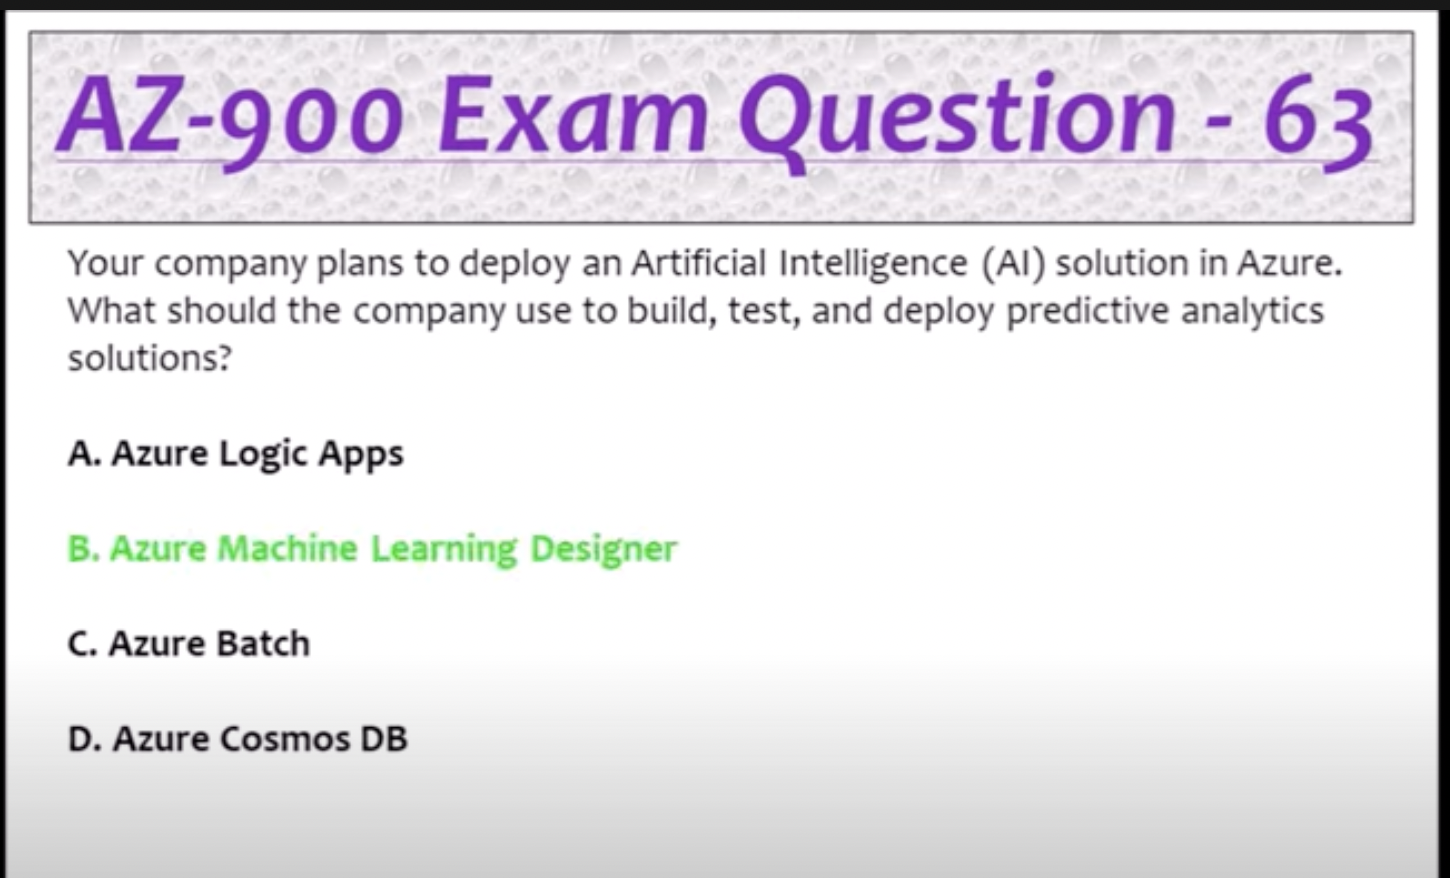 AZ-900 Exam Question - 63
Your company plans to deploy an Artificial Intelligence (AI) solution in Azure.
What should the company use to build, test, and deploy predictive analytics
solutions?
A. Azure Logic Apps
B. Azure Machine Learning Designer
C. Azure Batch
D. Azure Cosmos DB